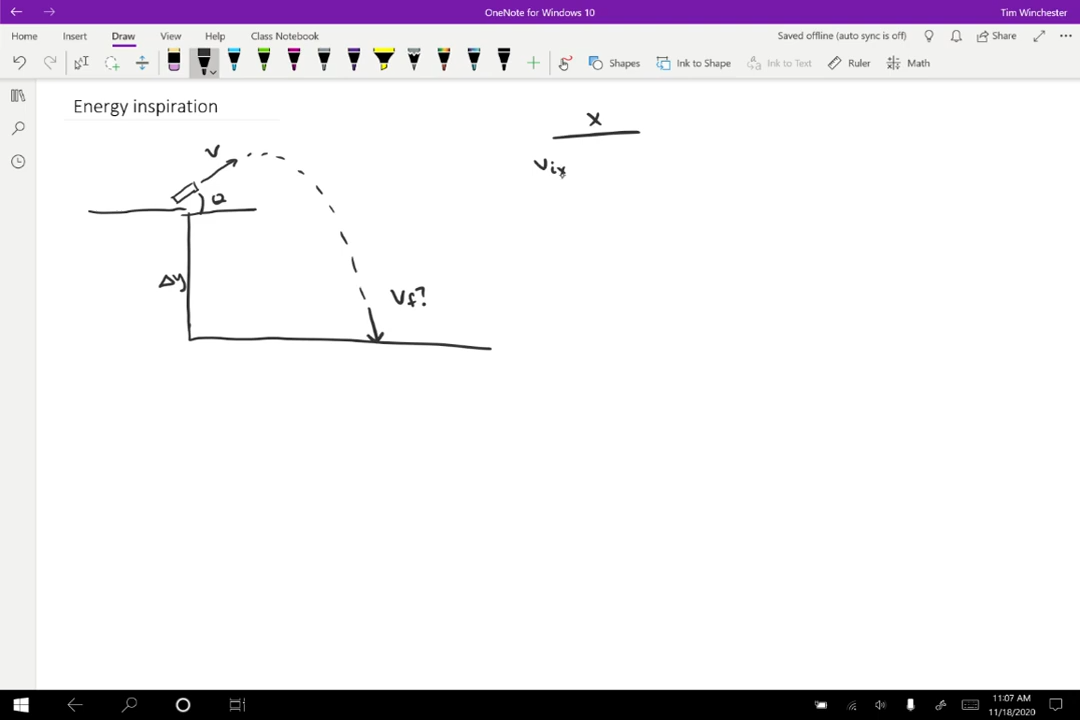 OneNote for Windows 10
Tim Winchester
Home Insert Draw View Help Class Notebook
Saved offline (auto sync is off) Share
Shapes Ink to Shape Ink to Text Ruler Math
Energy inspiration
x
v
vix
θ
Δy
Vf?
11:07 AM
11/18/2020